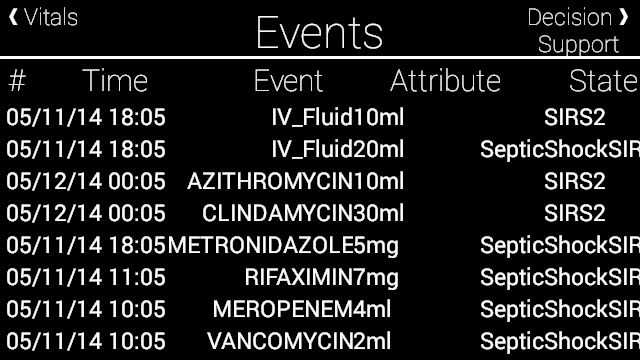 ❰ Vitals Events Decision ❱
Support
# Time Event Attribute State
05/11/14 18:05 IV_Fluid10ml SIRS2
05/11/14 18:05 IV_Fluid20ml SepticShockSIR
05/12/14 00:05 AZITHROMYCIN10ml SIRS2
05/12/14 00:05 CLINDAMYCIN30ml SIRS2
05/11/14 18:05METRONIDAZOLE5mg SepticShockSIR
05/11/14 11:05 RIFAXIMIN7mg SepticShockSIR
05/11/14 10:05 MEROPENEM4ml SepticShockSIR
05/11/14 10:05 VANCOMYCIN2ml SepticShockSIR